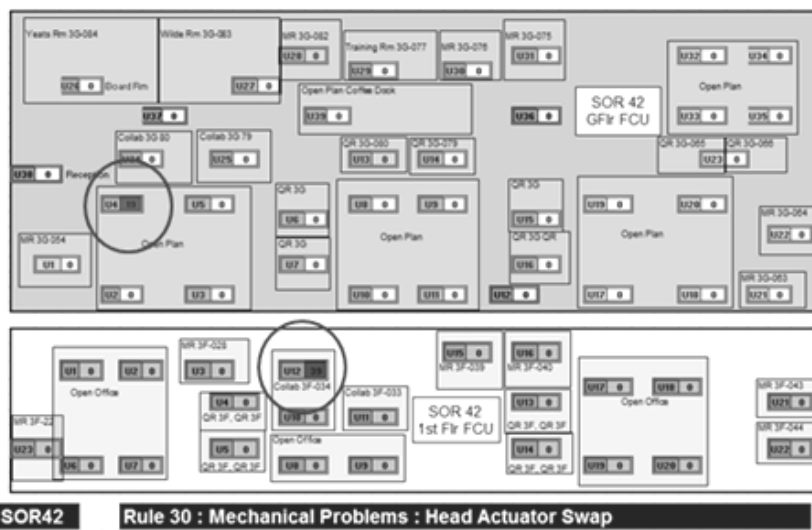 Yeats Rm 3G-084
Wilde Rm 3G-083
MR 3G-082
Training Rm 3G-077
MR 3G-076
MR 3G-075
U26 0 Board Rm
U27 0
U28 0
U29 0
U30 0
U31 0
U32 0
U34 0
Open Plan
U33 0
U35 0
Open Plan Coffee Dock
U39 0
U37 0
U36 0
SOR 42
GFlr FCU
Collab 3G 80
Collab 3G 79
U25 0
QR 3G-080
QR 3G-079
U13 0
U14 0
QR 3G-065
QR 3G-066
U23 0
U38 0 Reception
U4
U5 0
Open Plan
U2 0
U3 0
MR 3G-054
U1 0
QR 3G
U6 0
QR 3G
U7 0
U8 0
U9 0
Open Plan
U10 0
U11 0
QR 3G
U15 0
QR 3G QR
U16 0
U12 0
U19 0
U20 0
Open Plan
U17 0
U18 0
MR 3G-064
U22 0
MR 3G-063
U21 0
U1 0
U2 0
Open Office
U6 0
U7 0
MR 3F-22
U23 0
MR 3F-028
U3 0
U4 0
QR 3F, QR 3F
U5 0
QR 3F, QR 3F
U12
Collab 3F-034
U10 0
Collab 3F-033
U11 0
Open Office
U8 0
U9 0
SOR 42
1st Flr FCU
U15 0
MR 3F-039
U16 0
MR 3F-040
U13 0
QR 3F, QR 3F
U14 0
QR 3F, QR 3F
U17 0
U18 0
Open Office
U19 0
U20 0
MR 3F-043
U21 0
MR 3F-044
U22 0
SOR42
Rule 30 : Mechanical Problems : Head Actuator Swap